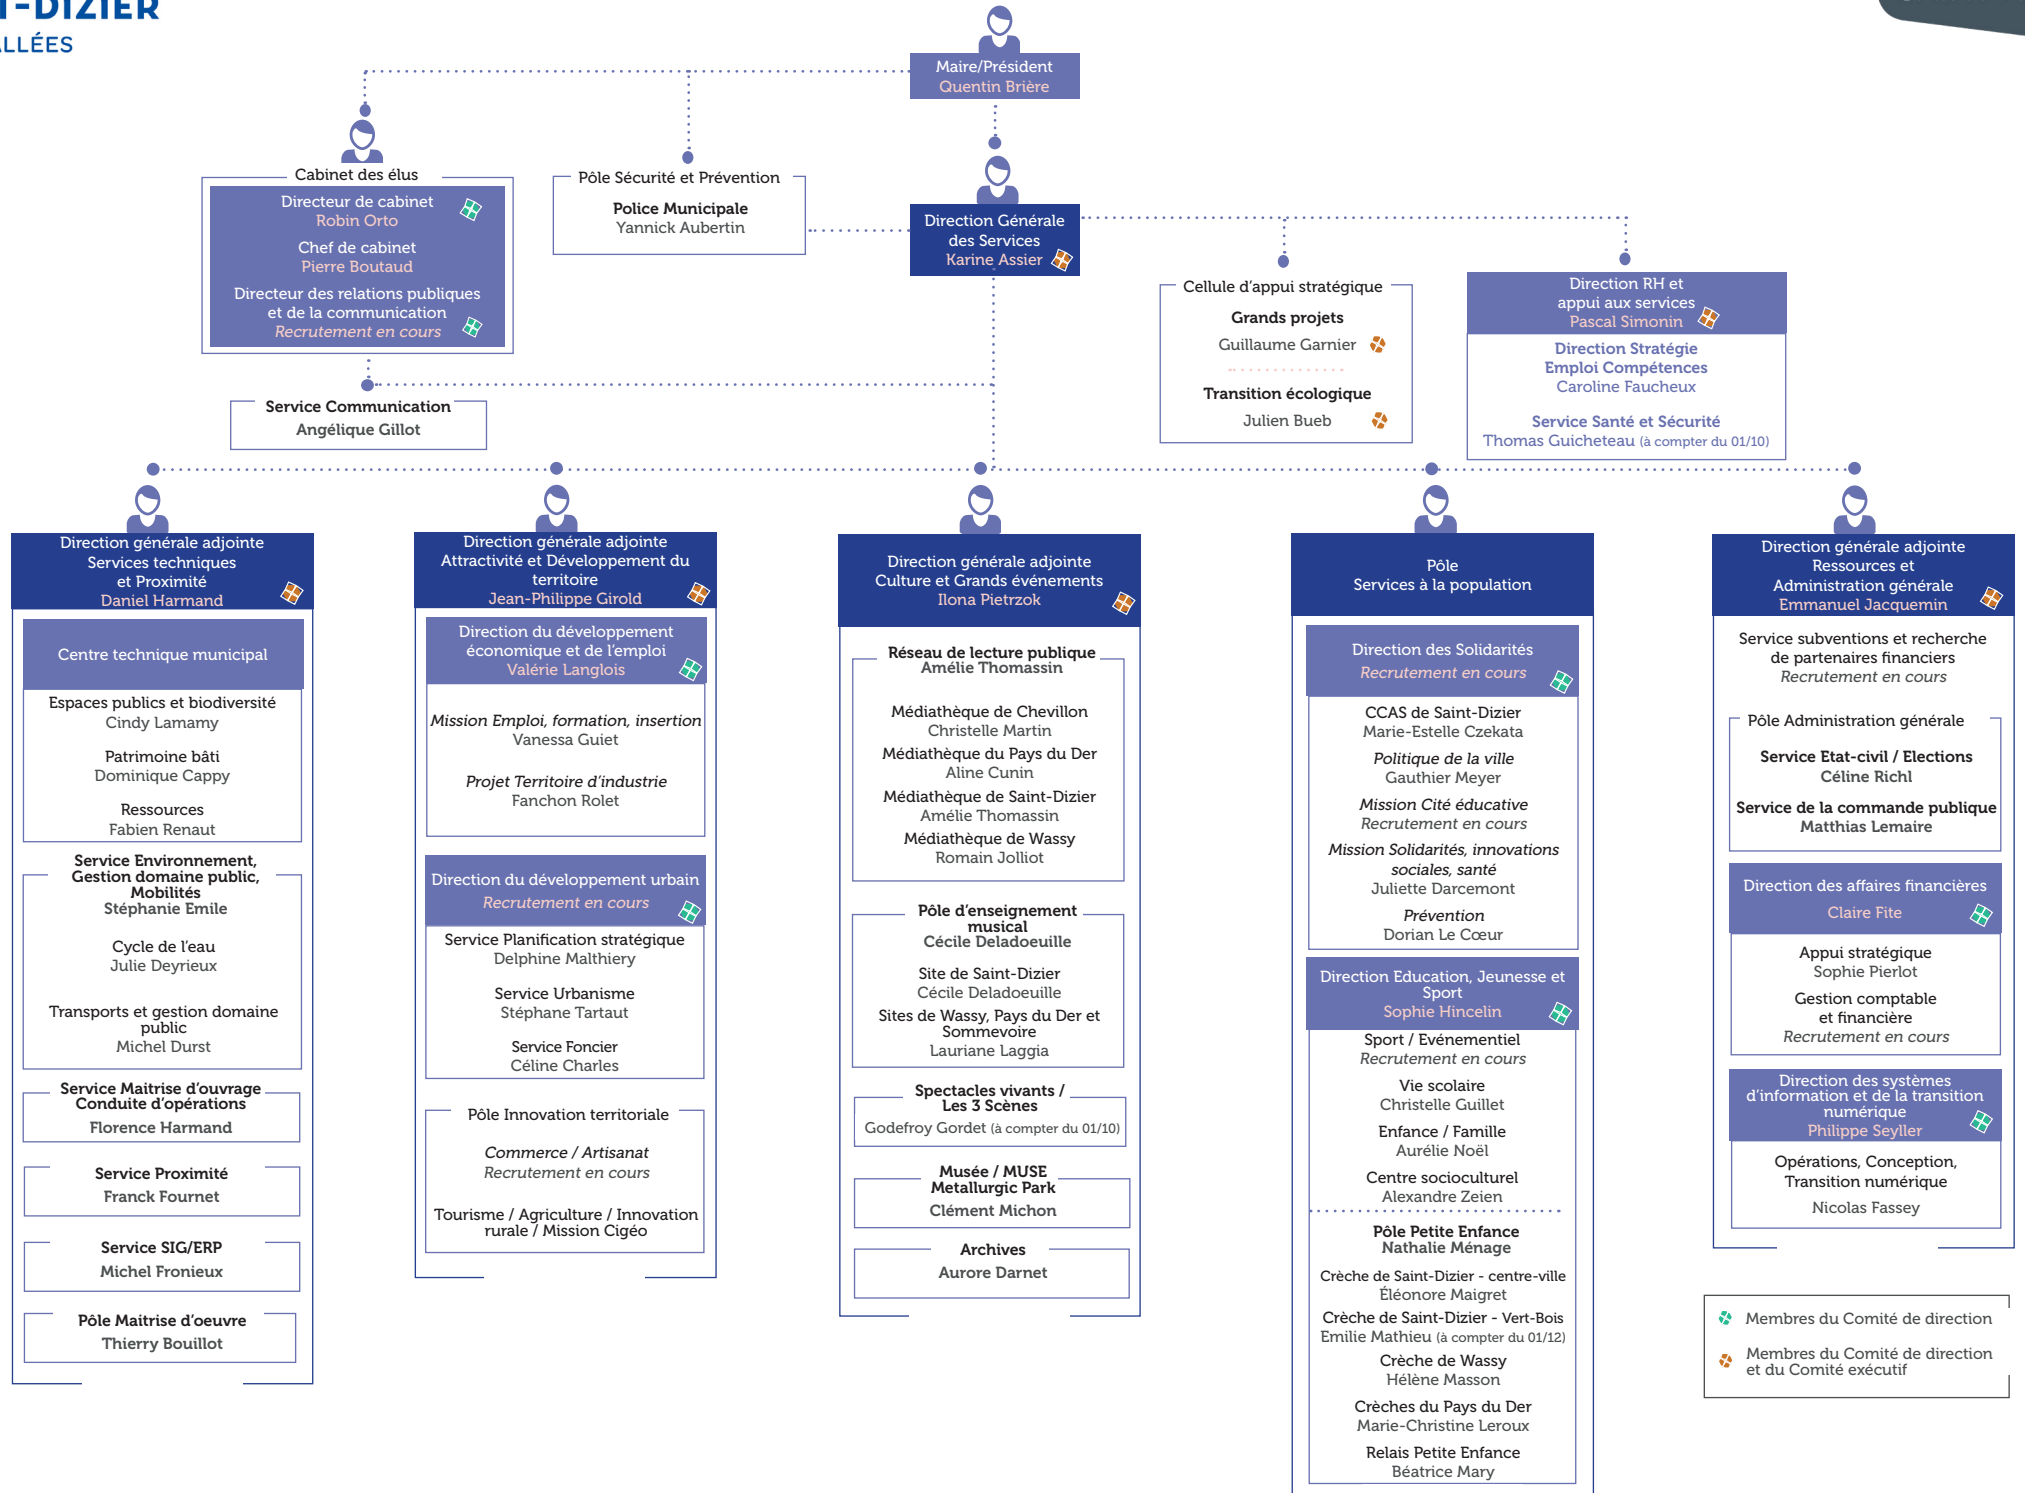 T-DIZIER
ALLÉES
Maire/Président
Quentin Brière
Cabinet des élus
Directeur de cabinet
Robin Orto
Chef de cabinet
Pierre Boutaud
Directeur des relations publiques
et de la communication
Recrutement en cours
Pôle Sécurité et Prévention
Police Municipale
Yannick Aubertin
Direction Générale
des Services
Karine Assier
Cellule d'appui stratégique
Grands projets
Guillaume Garnier
Transition écologique
Julien Bueb
Direction RH et
appui aux services
Pascal Simonin
Direction Stratégie
Emploi Compétences
Caroline Faucheux
Service Santé et Sécurité
Thomas Guicheteau (à compter du 01/10)
Service Communication
Angélique Gillot
Direction générale adjointe
Services techniques
et Proximité
Daniel Harmand
Centre technique municipal
Espaces publics et biodiversité
Cindy Lamamy
Patrimoine bâti
Dominique Cappy
Ressources
Fabien Renaut
Service Environnement,
Gestion domaine public,
Mobilités
Stéphanie Emile
Cycle de l'eau
Julie Deyrieux
Transports et gestion domaine
public
Michel Durst
Service Maitrise d'ouvrage
Conduite d'opérations
Florence Harmand
Service Proximité
Franck Fournet
Service SIG/ERP
Michel Fronieux
Pôle Maitrise d'oeuvre
Thierry Bouillot
Direction générale adjointe
Attractivité et Développement du
territoire
Jean-Philippe Girold
Direction du développement
économique et de l'emploi
Valérie Langlois
Mission Emploi, formation, insertion
Vanessa Guiet
Projet Territoire d'industrie
Fanchon Rolet
Direction du développement urbain
Recrutement en cours
Service Planification stratégique
Delphine Malthiery
Service Urbanisme
Stéphane Tartaut
Service Foncier
Céline Charles
Pôle Innovation territoriale
Commerce / Artisanat
Recrutement en cours
Tourisme / Agriculture / Innovation
rurale / Mission Cigéo
Direction générale adjointe
Culture et Grands événements
Ilona Pietrzok
Réseau de lecture publique
Amélie Thomassin
Médiathèque de Chevillon
Christelle Martin
Médiathèque du Pays du Der
Aline Cunin
Médiathèque de Saint-Dizier
Amélie Thomassin
Médiathèque de Wassy
Romain Jolliot
Pôle d'enseignement
musical
Cécile Deladoeuille
Site de Saint-Dizier
Cécile Deladoeuille
Sites de Wassy, Pays du Der et
Sommevoire
Lauriane Laggia
Spectacles vivants /
Les 3 Scènes
Godefroy Gordet (à compter du 01/10)
Musée / MUSE
Metallurgic Park
Clément Michon
Archives
Aurore Darnet
Pôle
Services à la population
Direction des Solidarités
Recrutement en cours
CCAS de Saint-Dizier
Marie-Estelle Czekata
Politique de la ville
Gauthier Meyer
Mission Cité éducative
Recrutement en cours
Mission Solidarités, innovations
sociales, santé
Juliette Darcemont
Prévention
Dorian Le Cœur
Direction Education, Jeunesse et
Sport
Sophie Hincelin
Sport / Evénementiel
Recrutement en cours
Vie scolaire
Christelle Guillet
Enfance / Famille
Aurélie Noël
Centre socioculturel
Alexandre Zeien
Pôle Petite Enfance
Nathalie Ménage
Crèche de Saint-Dizier - centre-ville
Éléonore Maigret
Crèche de Saint-Dizier - Vert-Bois
Emilie Mathieu (à compter du 01/12)
Crèche de Wassy
Hélène Masson
Crèches du Pays du Der
Marie-Christine Leroux
Relais Petite Enfance
Béatrice Mary
Direction générale adjointe
Ressources et
Administration générale
Emmanuel Jacquemin
Service subventions et recherche
de partenaires financiers
Recrutement en cours
Pôle Administration générale
Service Etat-civil / Elections
Céline Richl
Service de la commande publique
Matthias Lemaire
Direction des affaires financières
Claire Fite
Appui stratégique
Sophie Pierlot
Gestion comptable
et financière
Recrutement en cours
Direction des systèmes
d'information et de la transition
numérique
Philippe Seyller
Opérations, Conception,
Transition numérique
Nicolas Fassey
Membres du Comité de direction
Membres du Comité de direction
et du Comité exécutif